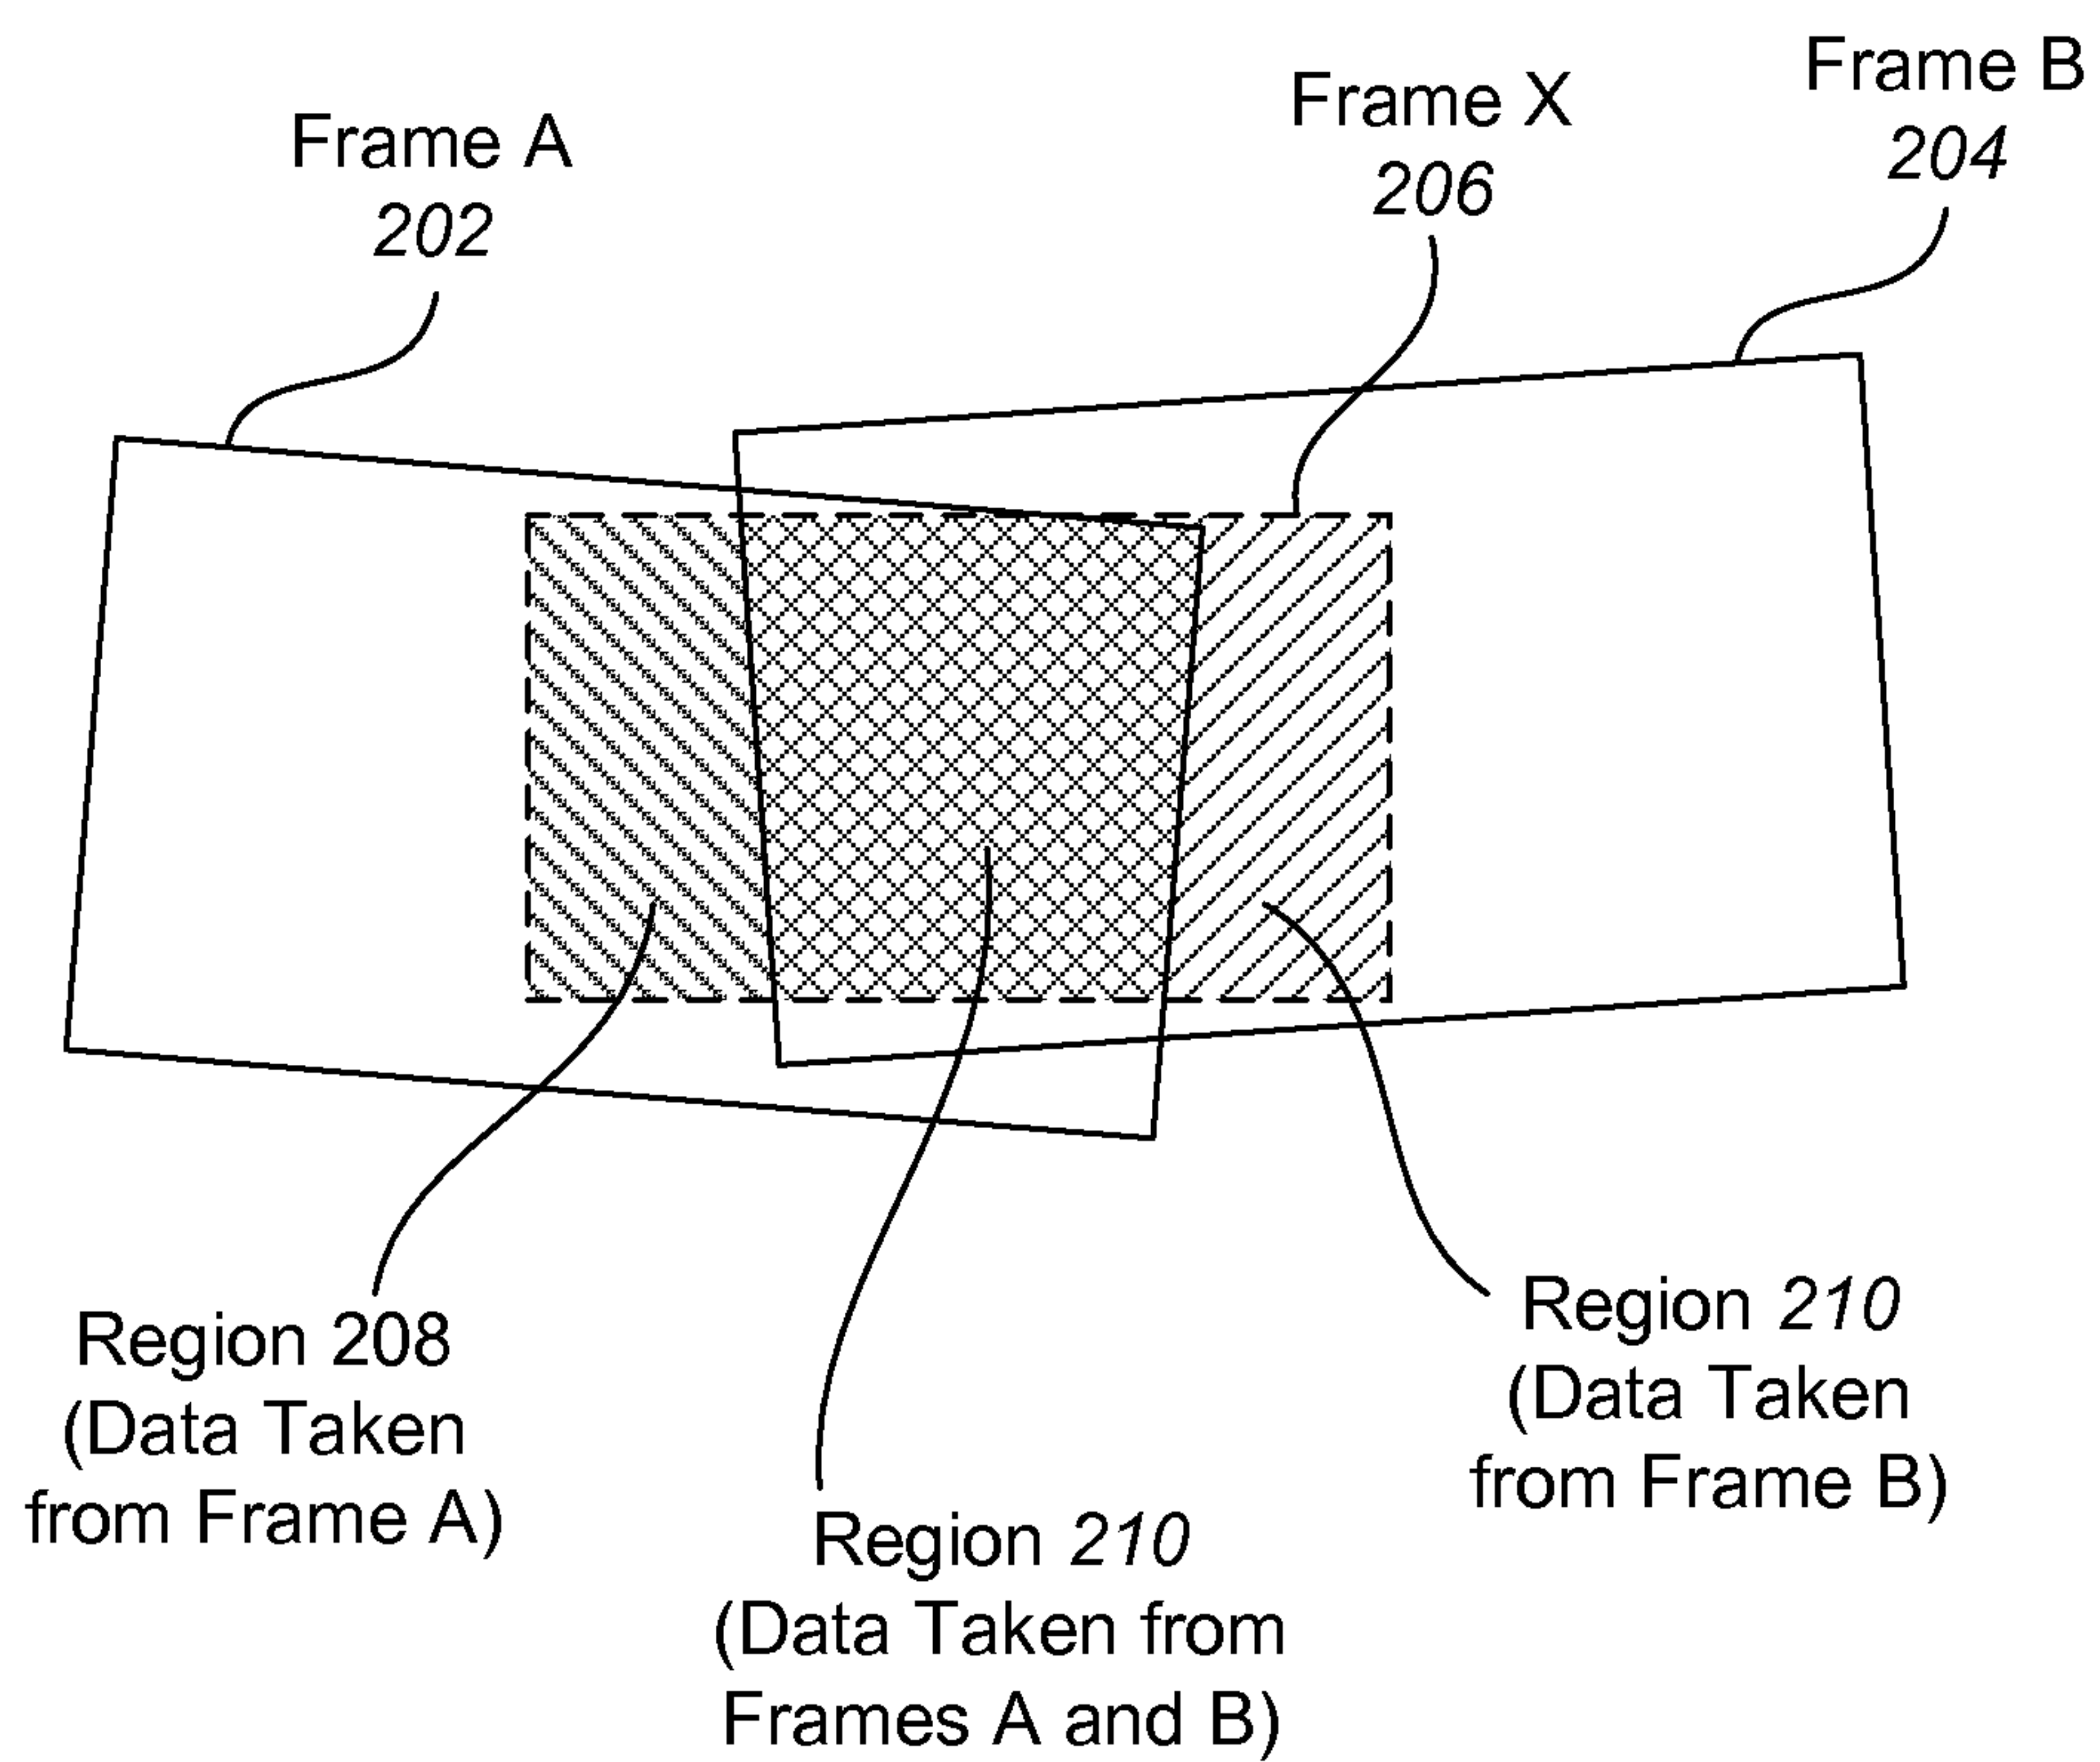 Frame A
202
Frame X
206
Frame B
204
Region 208
(Data Taken
from Frame A)
Region 210
(Data Taken from
Frames A and B)
Region 210
(Data Taken
from Frame B)